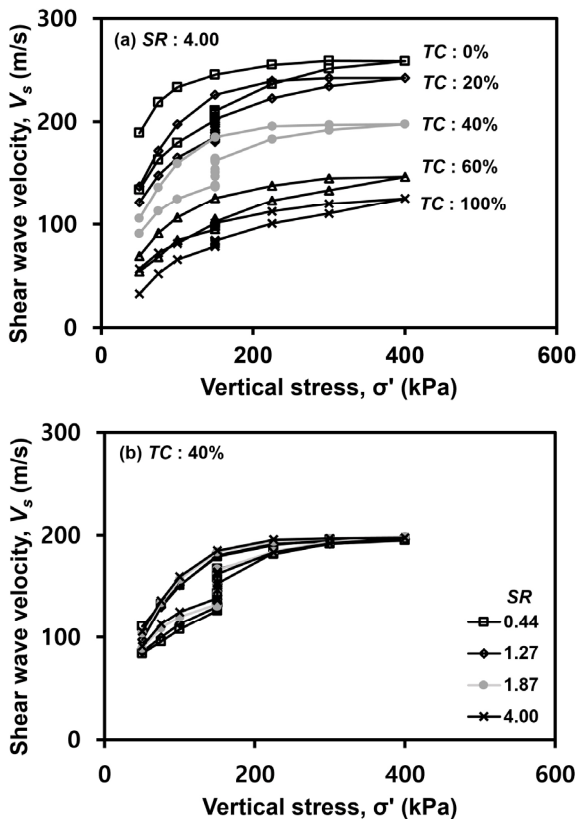 (a) SR : 4.00
TC : 0%
TC : 20%
TC : 40%
TC : 60%
TC : 100%
300
200
100
0
0 200 400 600
Shear wave velocity, Vs (m/s)
Vertical stress, σ' (kPa)
(b) TC : 40%
300
200
100
0
0 200 400 600
Shear wave velocity, Vs (m/s)
SR
0.44
1.27
1.87
4.00
Vertical stress, σ' (kPa)